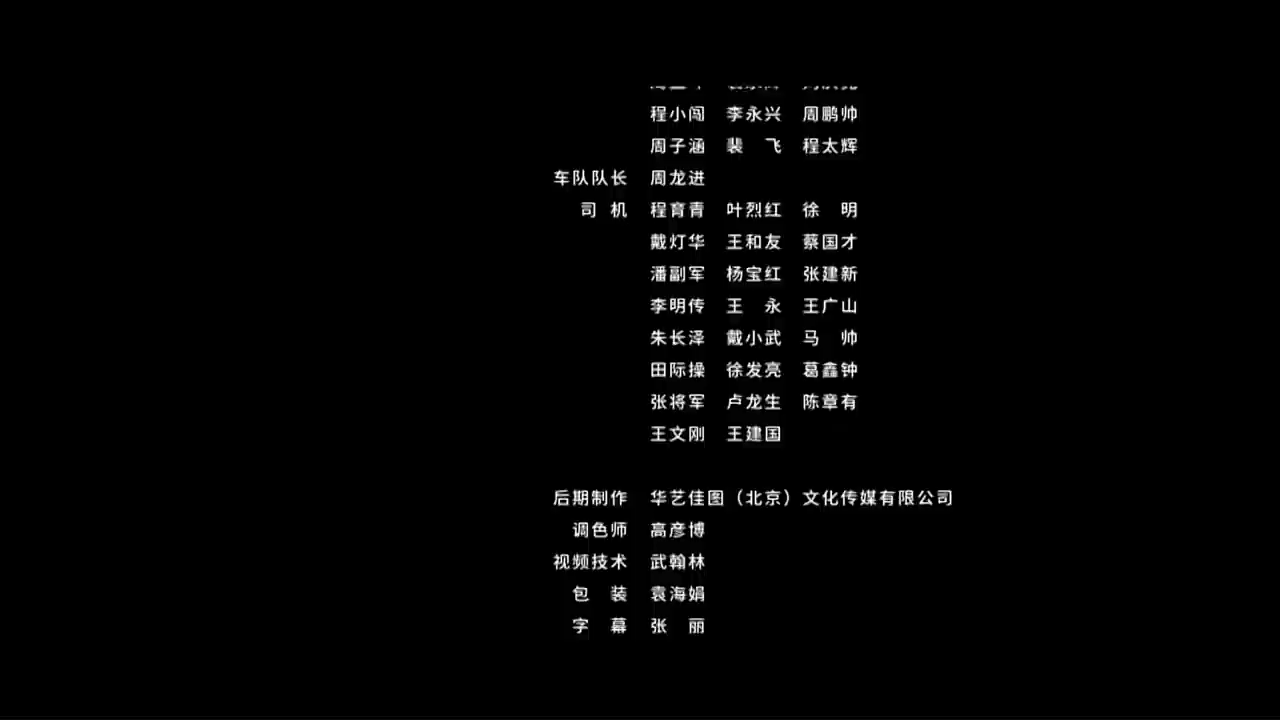 程小闯 李永兴 周鹏帅
周子涵 裴 飞 程太辉
车队队长 周龙进
司 机 程育青 叶烈红 徐 明
戴灯华 王和友 蔡国才
潘副军 杨宝红 张建新
李明传 王 永 王广山
朱长泽 戴小武 马 帅
田际操 徐发亮 葛鑫钟
张将军 卢龙生 陈章有
王文刚 王建国
后期制作 华艺佳图（北京）文化传媒有限公司
调色师 高彦博
视频技术 武翰林
包 装 袁海娟
字 幕 张 丽